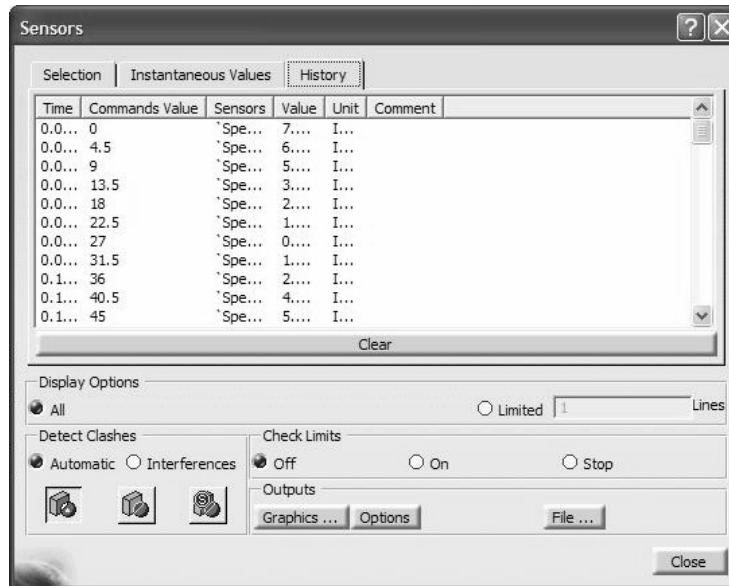 Sensors
Selection Instantaneous Values History
Time Commands Value Sensors Value Unit Comment
0.0... 0 `Spe... 7.... I...
0.0... 4.5 `Spe... 6.... I...
0.0... 9 `Spe... 5.... I...
0.0... 13.5 `Spe... 3.... I...
0.0... 18 `Spe... 2.... I...
0.0... 22.5 `Spe... 1.... I...
0.0... 27 `Spe... 0.... I...
0.0... 31.5 `Spe... 1.... I...
0.1... 36 `Spe... 2.... I...
0.1... 40.5 `Spe... 4.... I...
0.1... 45 `Spe... 5.... I...
Clear
Display Options
All Limited 1 Lines
Detect Clashes Check Limits
Automatic Interferences Off On Stop
Outputs
Graphics ... Options File ...
Close